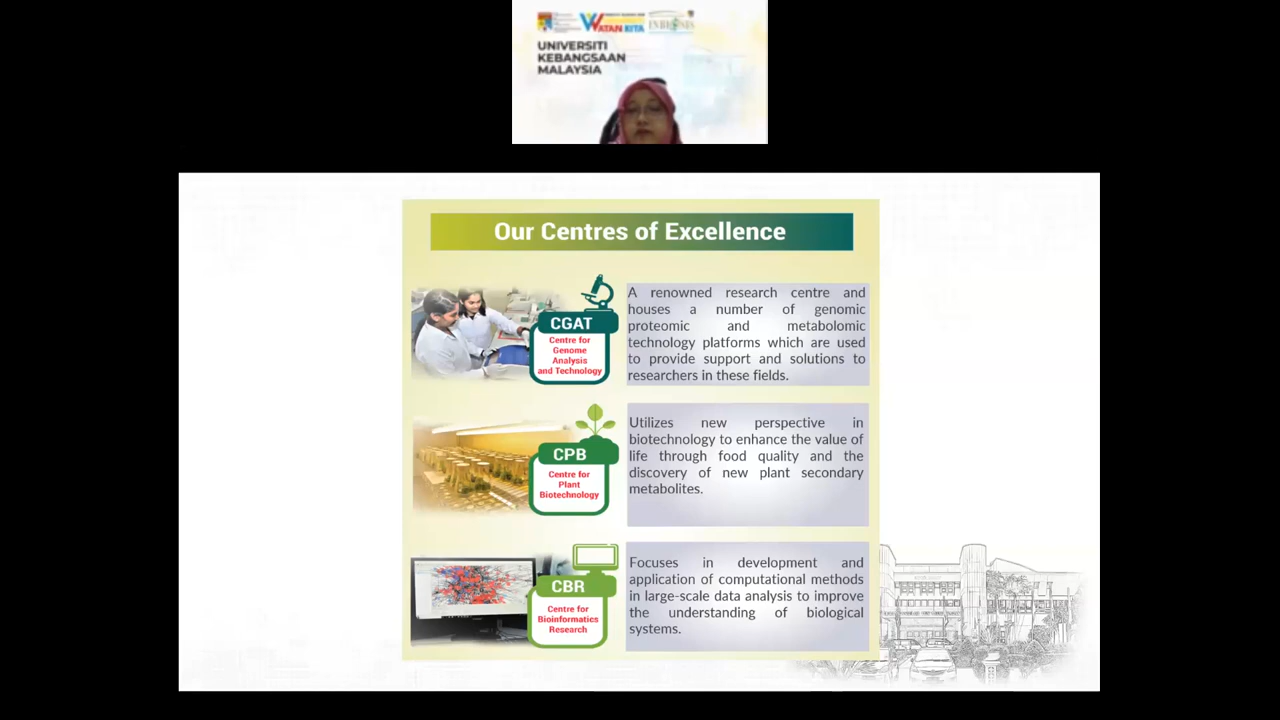 WATAN KITA
INBIOSIS
UNIVERSITI
KEBANGSAAN
MALAYSIA
Our Centres of Excellence
CGAT
Centre for
Genome
Analysis
and Technology
A renowned research centre and
houses a number of genomic
proteomic and metabolomic
technology platforms which are used
to provide support and solutions to
researchers in these fields.
CPB
Centre for
Plant
Biotechnology
Utilizes new perspective in
biotechnology to enhance the value of
life through food quality and the
discovery of new plant secondary
metabolites.
CBR
Centre for
Bioinformatics
Research
Focuses in development and
application of computational methods
in large-scale data analysis to improve
the understanding of biological
systems.